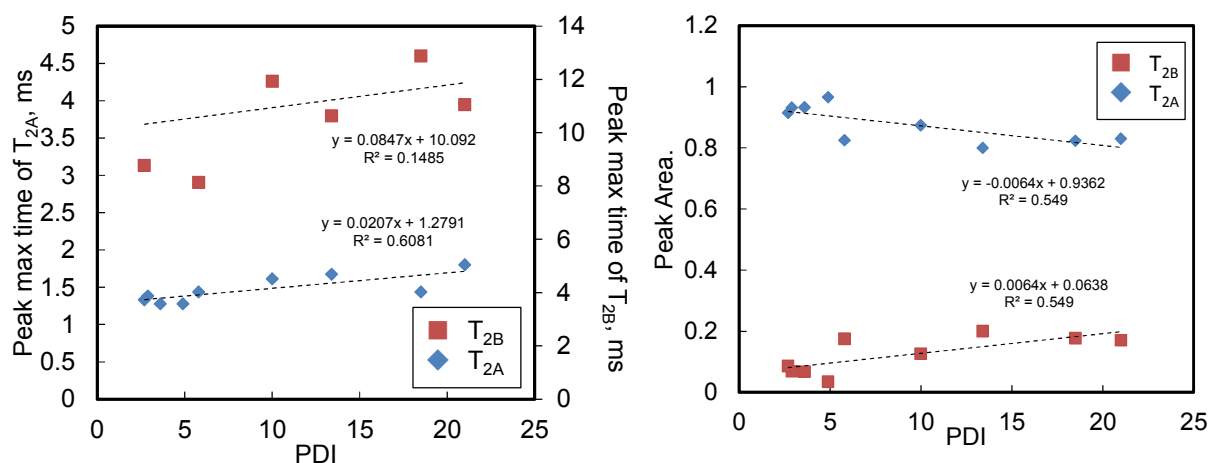 Peak max time of T2A, ms
5
4.5
4
3.5
3
2.5
2
1.5
1
0.5
0
14
12
10
8
6
4
2
0
Peak max time of T2B, ms
y = 0.0847x + 10.092
R² = 0.1485
y = 0.0207x + 1.2791
R² = 0.6081
T2B
T2A
0 5 10 15 20 25
PDI
Peak Area.
1.2
1
0.8
0.6
0.4
0.2
0
T2B
T2A
y = -0.0064x + 0.9362
R² = 0.549
y = 0.0064x + 0.0638
R² = 0.549
0 5 10 15 20 25
PDI